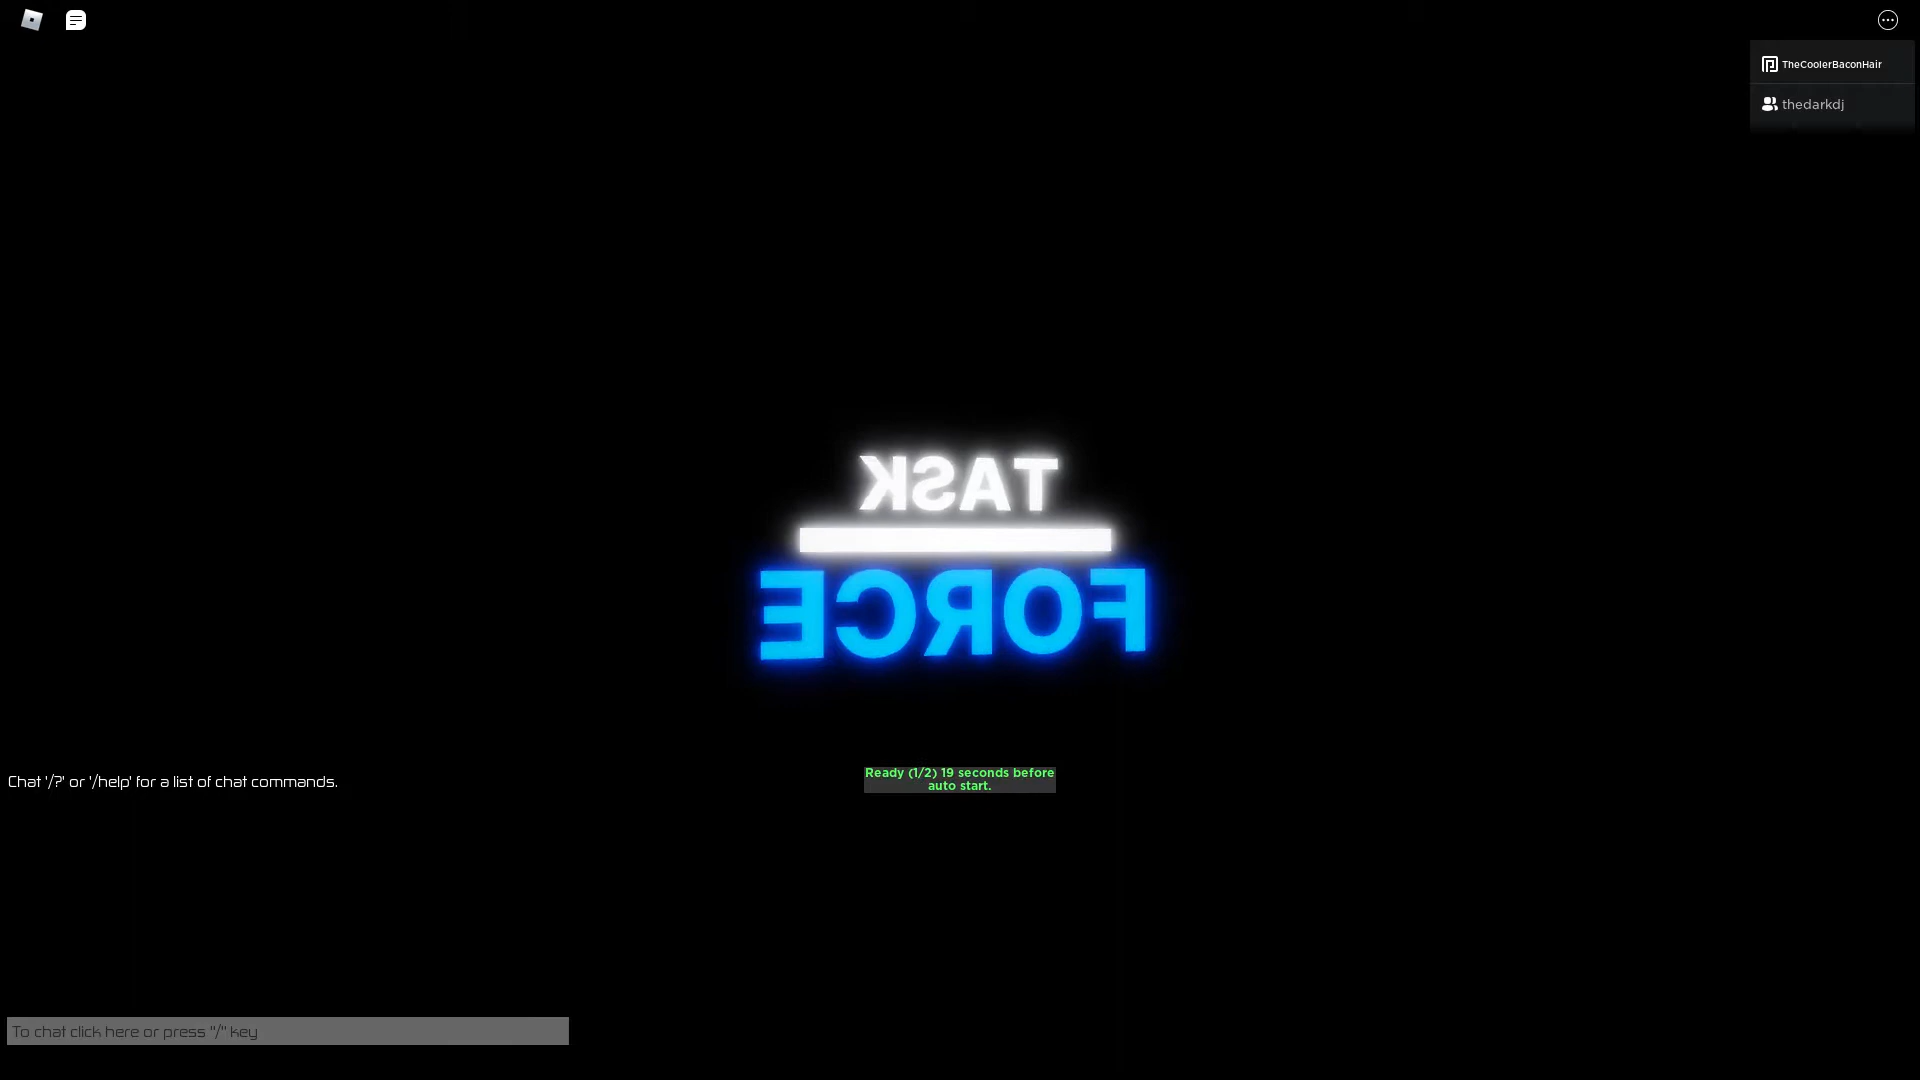 TheCoolerBaconHair
thedarkdj
TASK
FORCE
Ready (1/2) 19 seconds before
auto start.
Chat '/?' or '/help' for a list of chat commands.
To chat click here or press "/" key